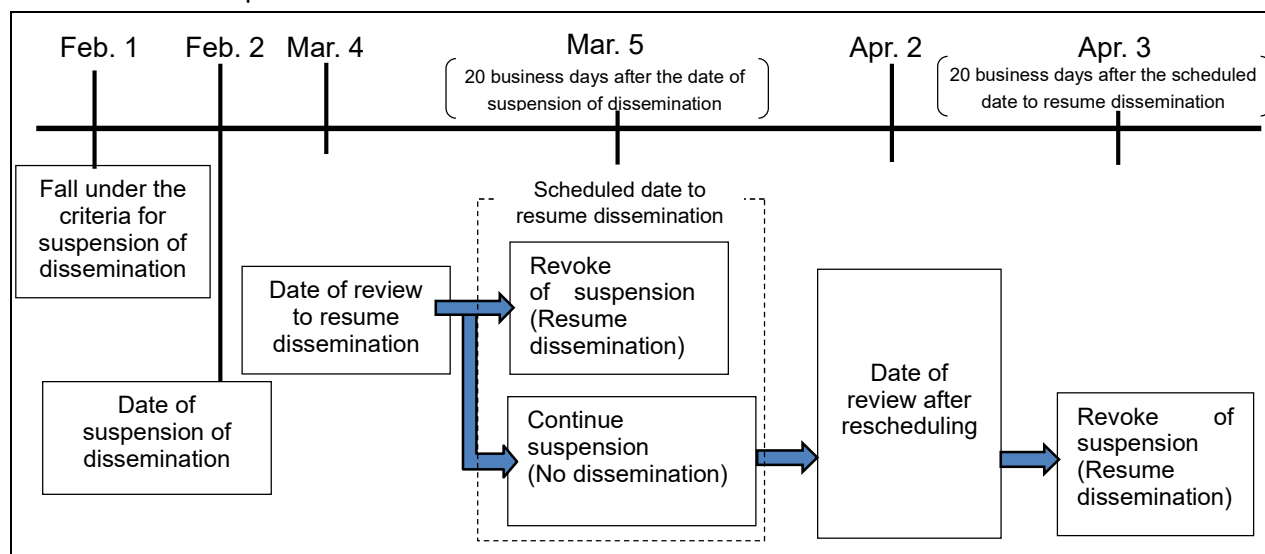 Feb. 1
Feb. 2
Mar. 4
Mar. 5
20 business days after the date of
suspension of dissemination
Apr. 2
Apr. 3
20 business days after the scheduled
date to resume dissemination
Fall under the
criteria for
suspension of
dissemination
Date of
suspension of
dissemination
Date of review
to resume
dissemination
Scheduled date to
resume dissemination
Revoke
of suspension
(Resume
dissemination)
Continue
suspension
(No dissemination)
Date of
review after
rescheduling
Revoke of
suspension
(Resume
dissemination)